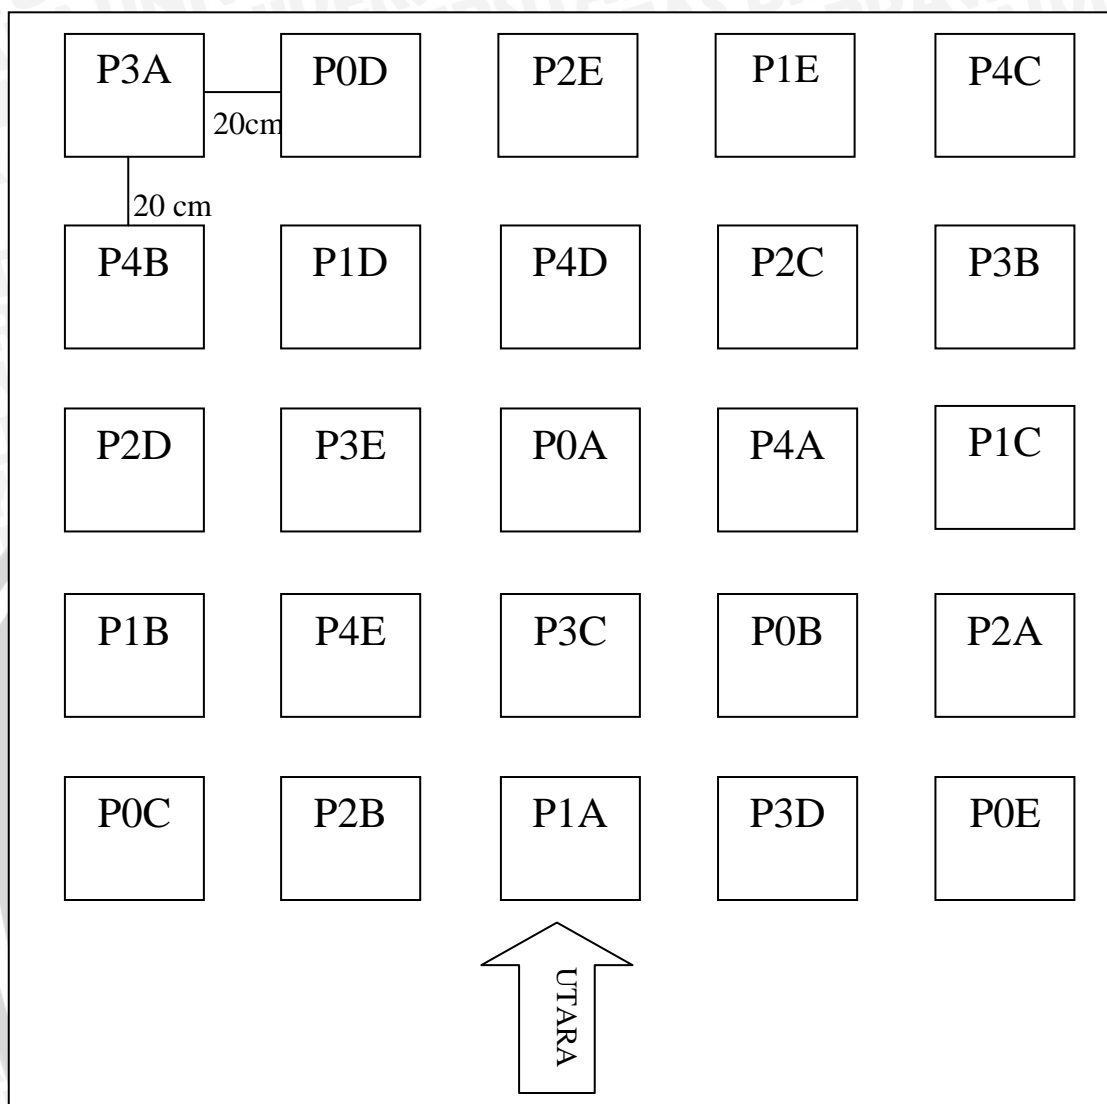 P3A P0D P2E P1E P4C
20cm
20 cm
P4B P1D P4D P2C P3B
P2D P3E P0A P4A P1C
P1B P4E P3C P0B P2A
P0C P2B P1A P3D P0E
UTARA